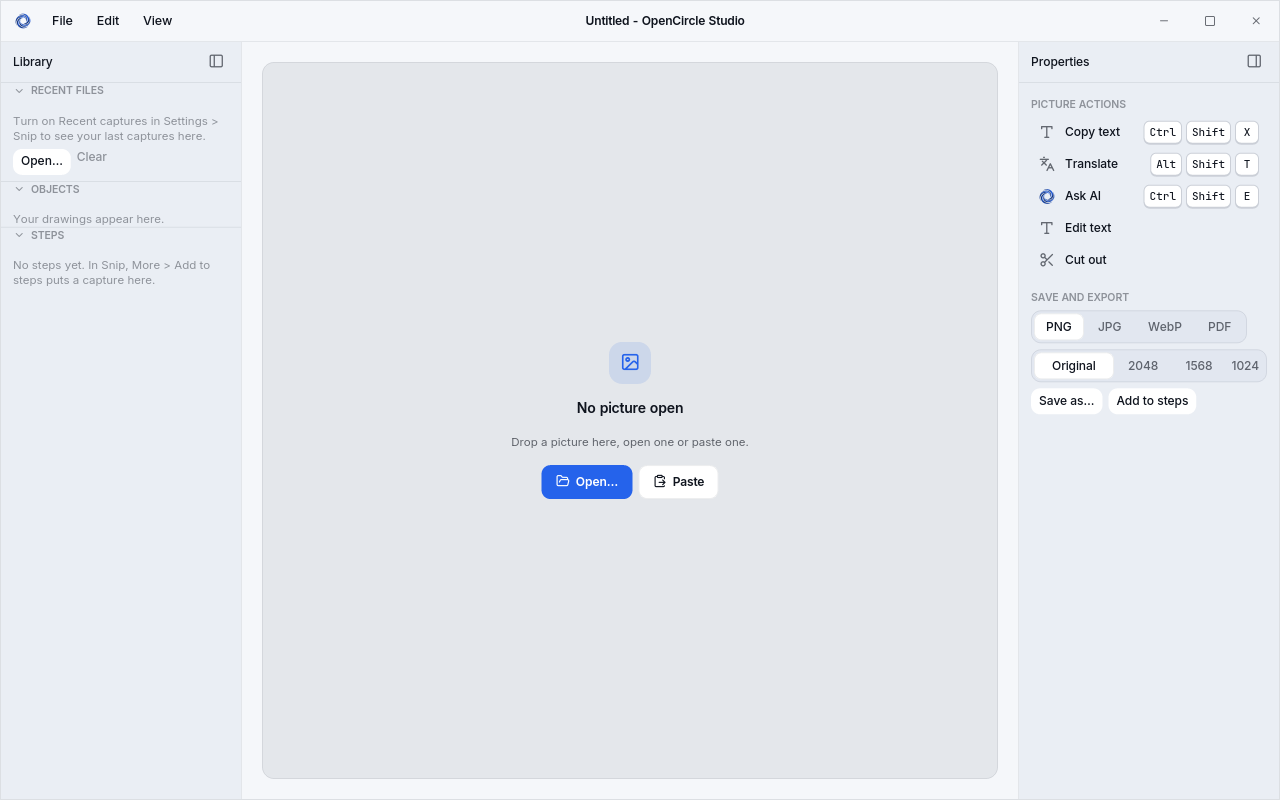 File Edit View
Untitled - OpenCircle Studio
Library
RECENT FILES
Turn on Recent captures in Settings >
Snip to see your last captures here.
Open... Clear
OBJECTS
Your drawings appear here.
STEPS
No steps yet. In Snip, More > Add to
steps puts a capture here.
No picture open
Drop a picture here, open one or paste one.
Open... Paste
Properties
PICTURE ACTIONS
Copy text Ctrl Shift X
Translate Alt Shift T
Ask AI Ctrl Shift E
Edit text
Cut out
SAVE AND EXPORT
PNG JPG WebP PDF
Original 2048 1568 1024
Save as... Add to steps